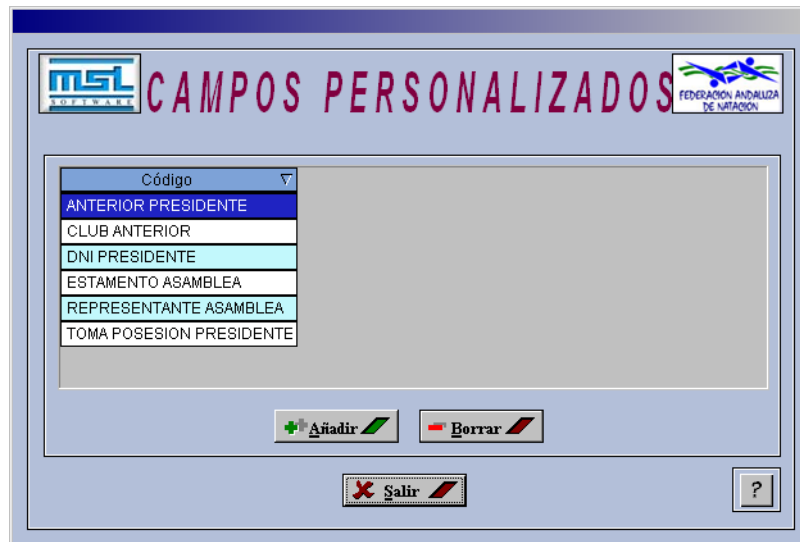 msl
SOFTWARE
CAMPOS PERSONALIZADOS
FEDERACION ANDALUZA
DE NATACION
Código
ANTERIOR PRESIDENTE
CLUB ANTERIOR
DNI PRESIDENTE
ESTAMENTO ASAMBLEA
REPRESENTANTE ASAMBLEA
TOMA POSESION PRESIDENTE
Añadir
Borrar
Salir
?